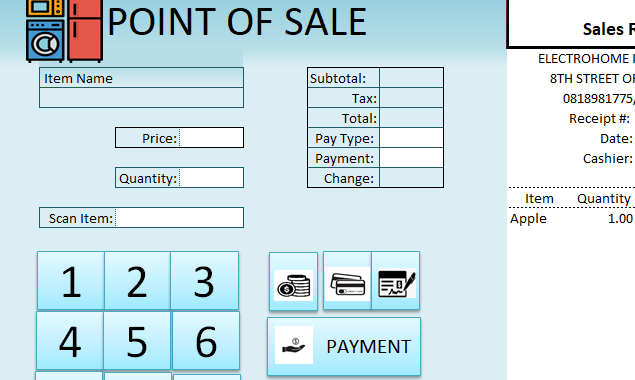 POINT OF SALE
Item Name
Price:
Quantity:
Scan Item:
Subtotal:
Tax:
Total:
Pay Type:
Payment:
Change:
1 2 3
4 5 6
PAYMENT
Sales R
ELECTROHOME
8TH STREET OF
0818981775/
Receipt #:
Date:
Cashier:
Item Quantity
Apple 1.00